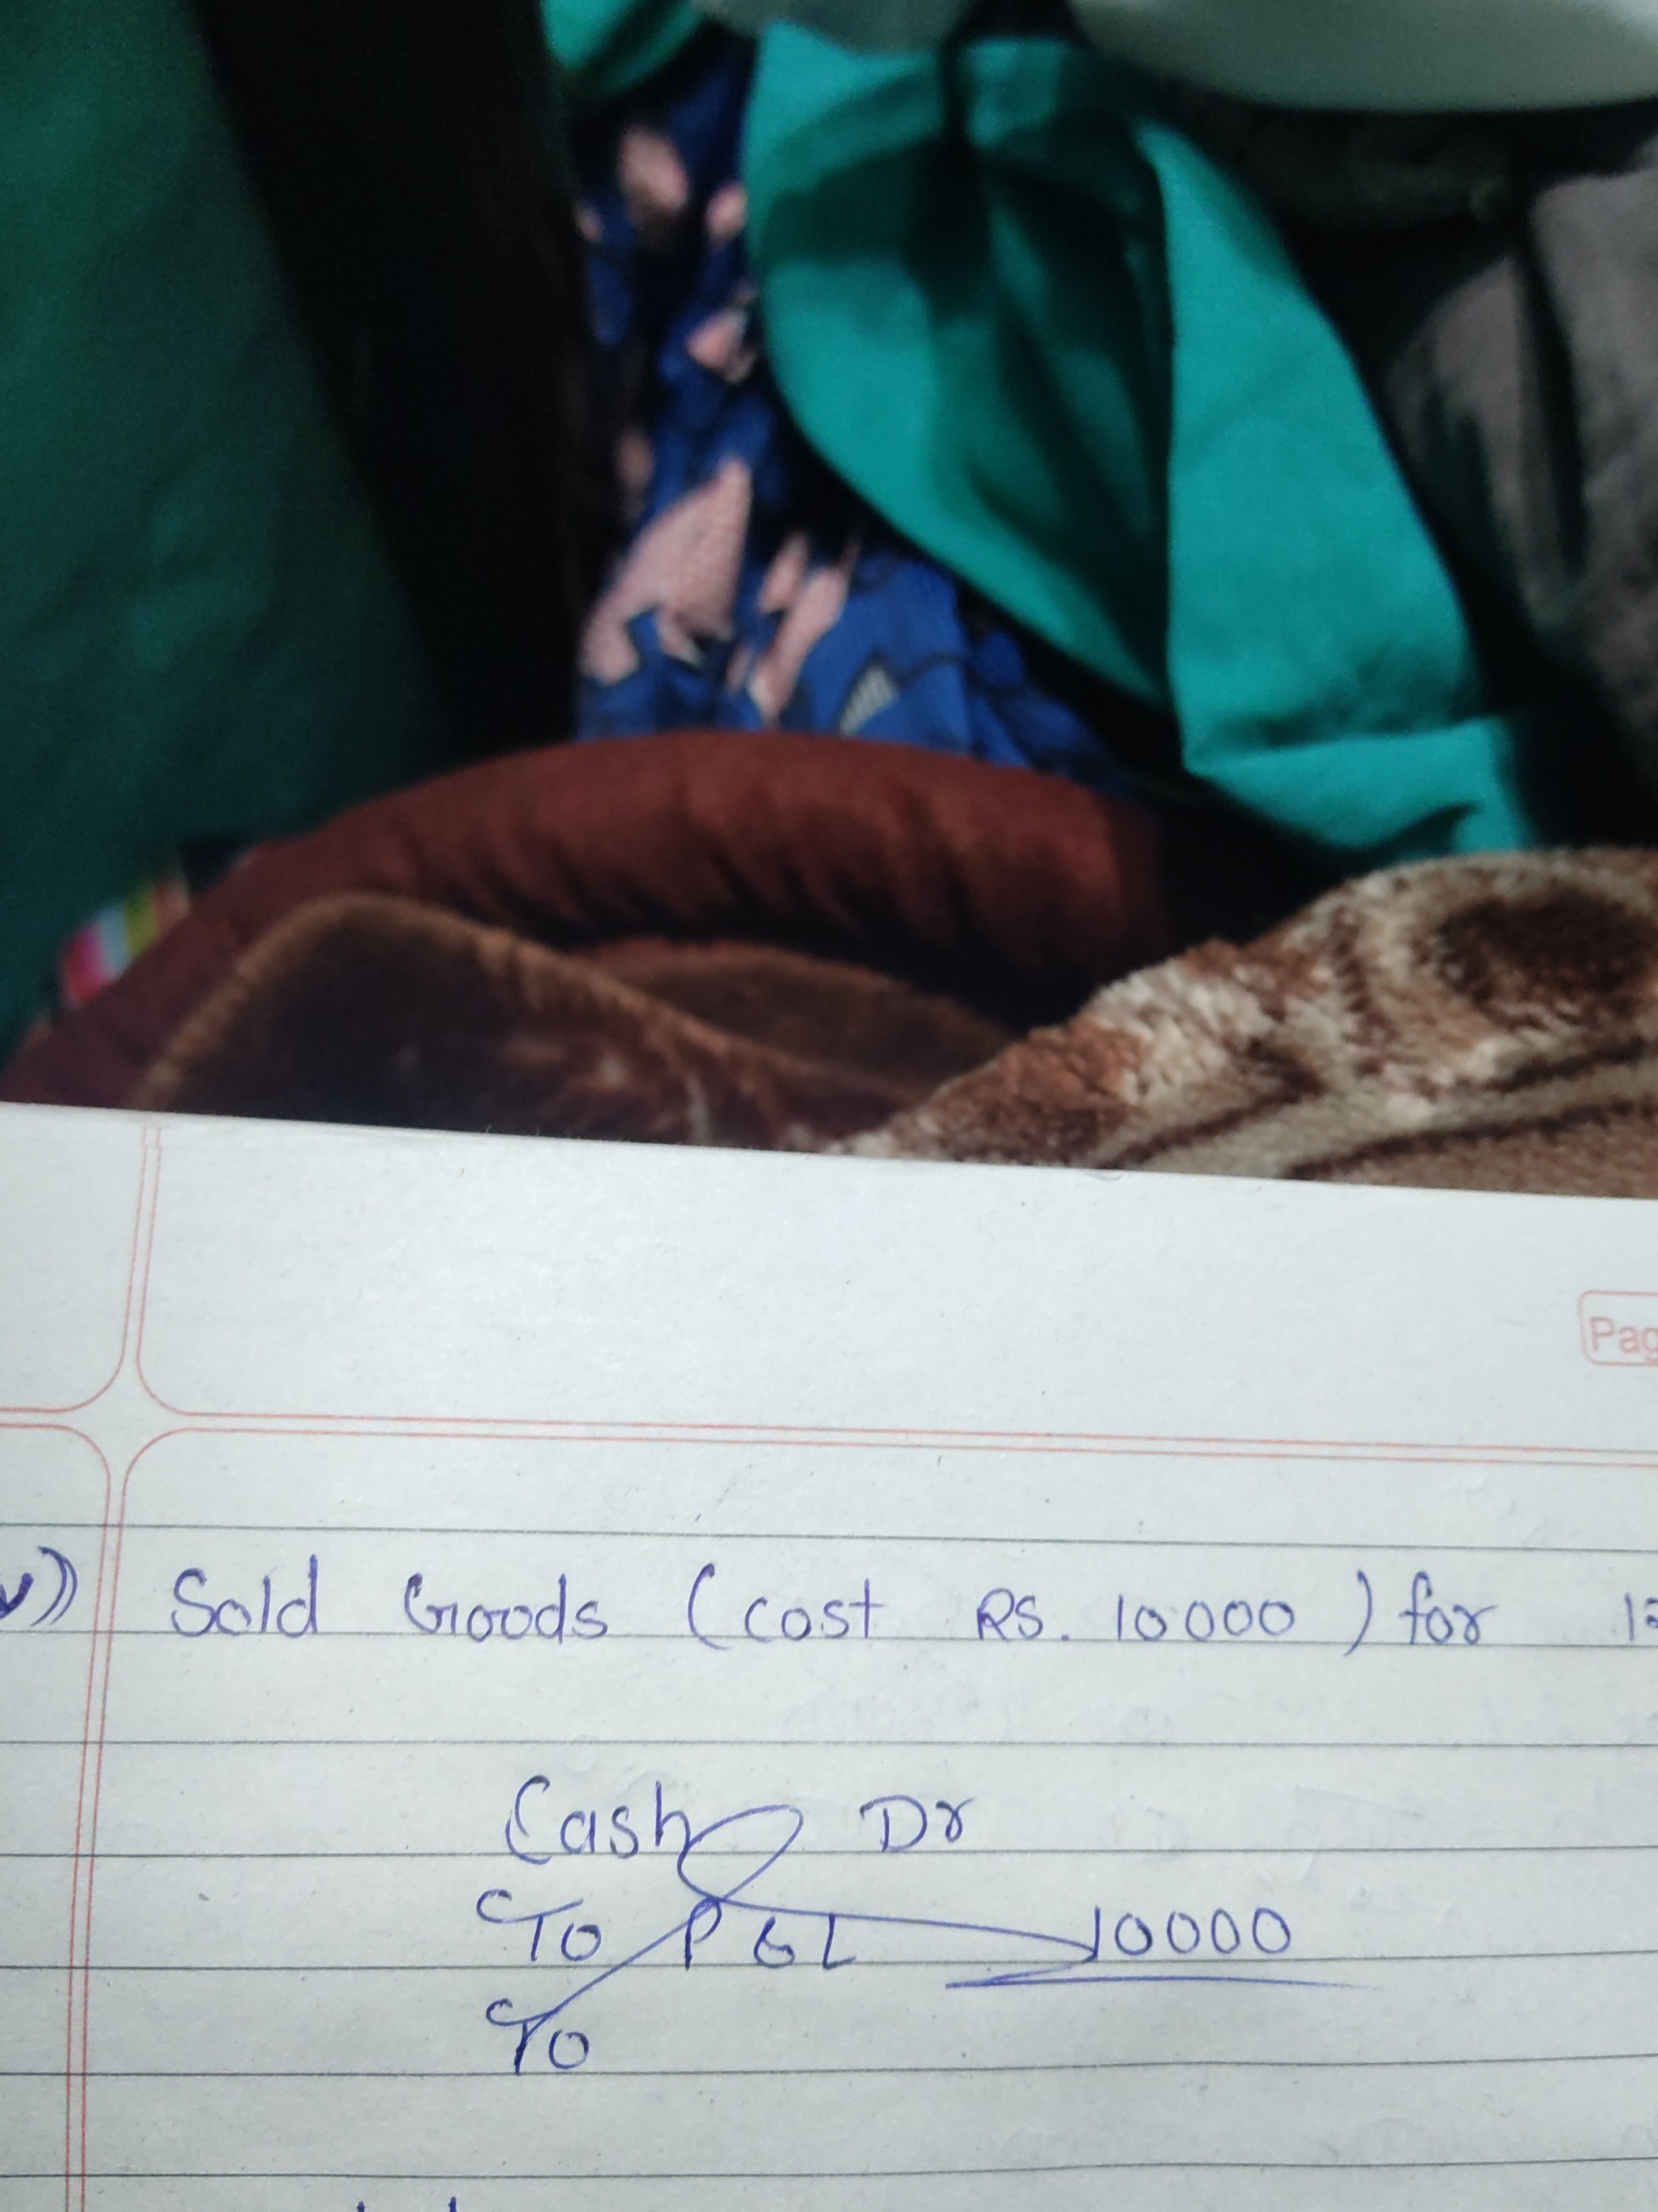 Pag
v)) Sold Goods (cost RS. 10000) for
Cash Dr
To P & L 10000
To